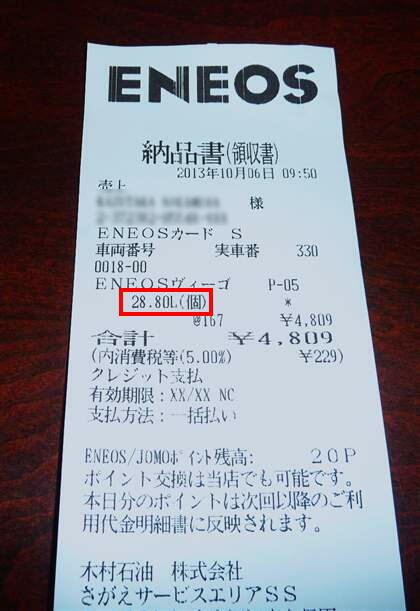 ENEOS
納品書(領収書)
2013年10月06日 09:50
売上
様
ENEOSカード S
車両番号 実車番 330
0018-00
ENEOSヴィーゴ P-05
28.80L(個) *
@167 ¥4,809
合計 ¥4,809
(内消費税等(5.00%) ¥229)
クレジット支払
有効期限:XX/XX NC
支払方法:一括払い
ENEOS/JOMOポイント残高: 20P
ポイント交換は当店でも可能です。
本日分のポイントは次回以降のご利
用代金明細書に反映されます。
木村石油 株式会社
さがえサービスエリアSS